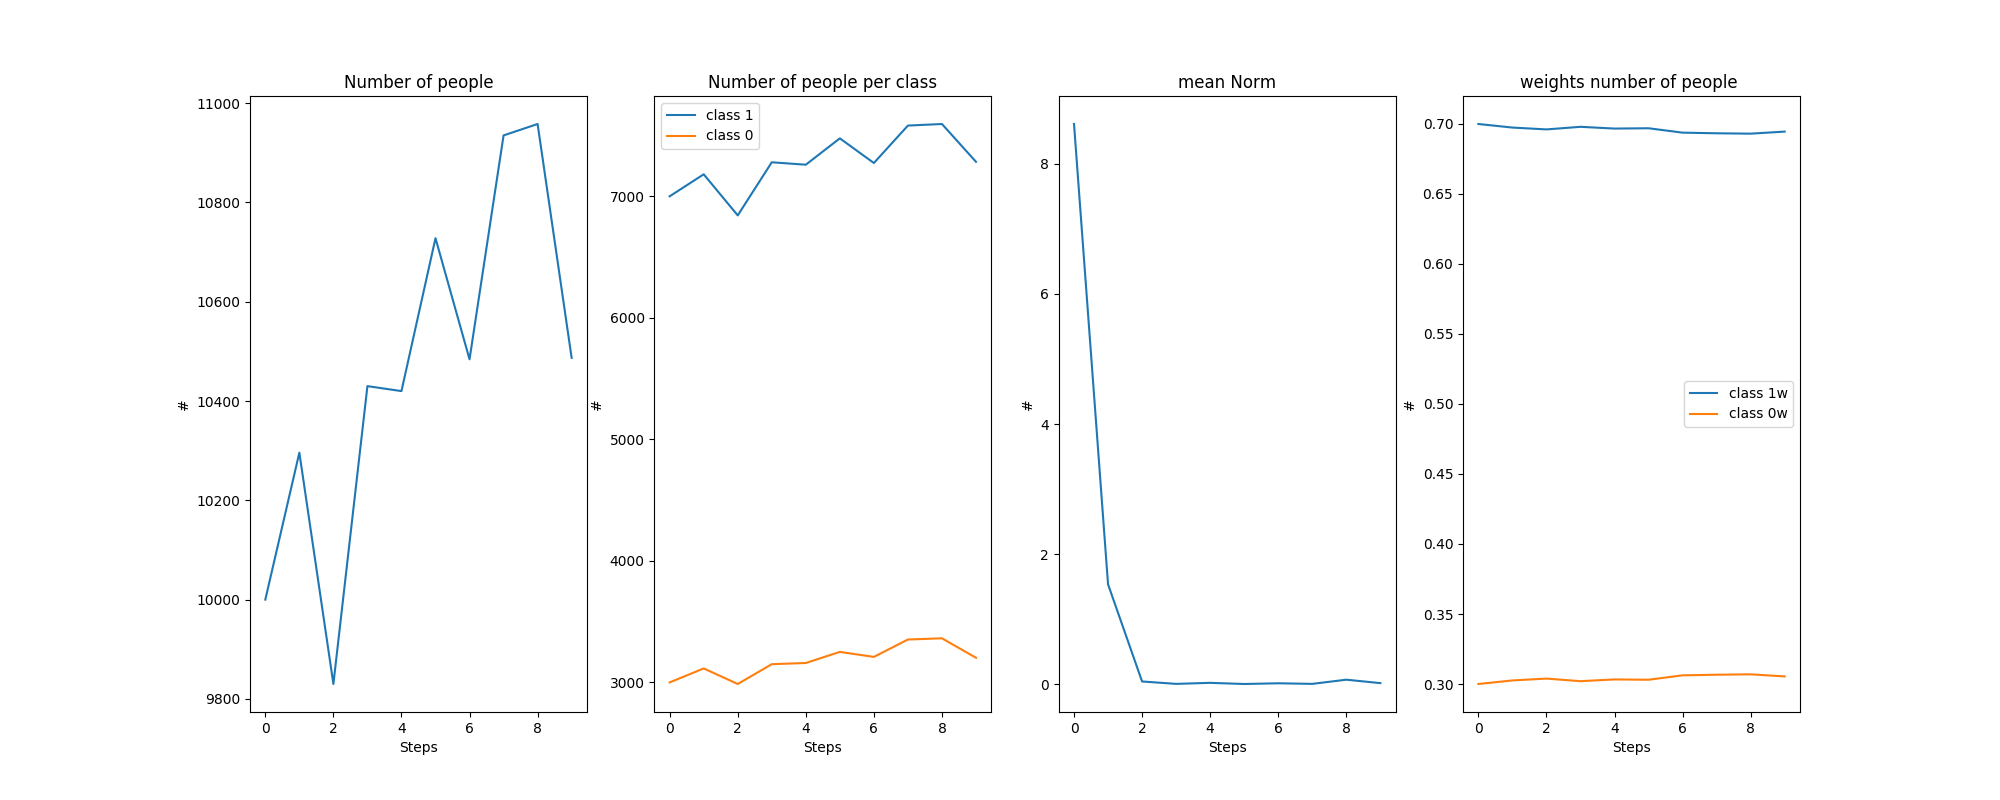 Number of people
11000
10800
10600
10400
10200
10000
9800
#
0 2 4 6 8
Steps
Number of people per class
class 1
class 0
7000
6000
5000
4000
3000
#
0 2 4 6 8
Steps
mean Norm
8
6
4
2
0
#
0 2 4 6 8
Steps
weights number of people
0.70
0.65
0.60
0.55
0.50
0.45
0.40
0.35
0.30
#
class 1w
class 0w
0 2 4 6 8
Steps